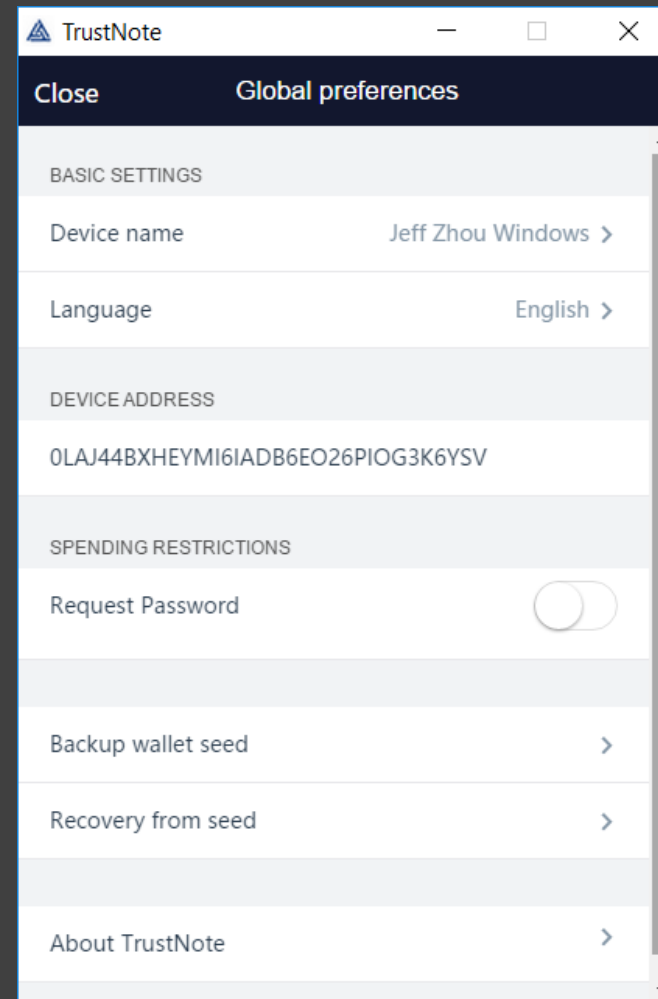 TrustNote
Close Global preferences
BASIC SETTINGS
Device name Jeff Zhou Windows
Language English
DEVICE ADDRESS
0LAJ44BXHEYMI6IADB6EO26PIOG3K6YSV
SPENDING RESTRICTIONS
Request Password
Backup wallet seed
Recovery from seed
About TrustNote